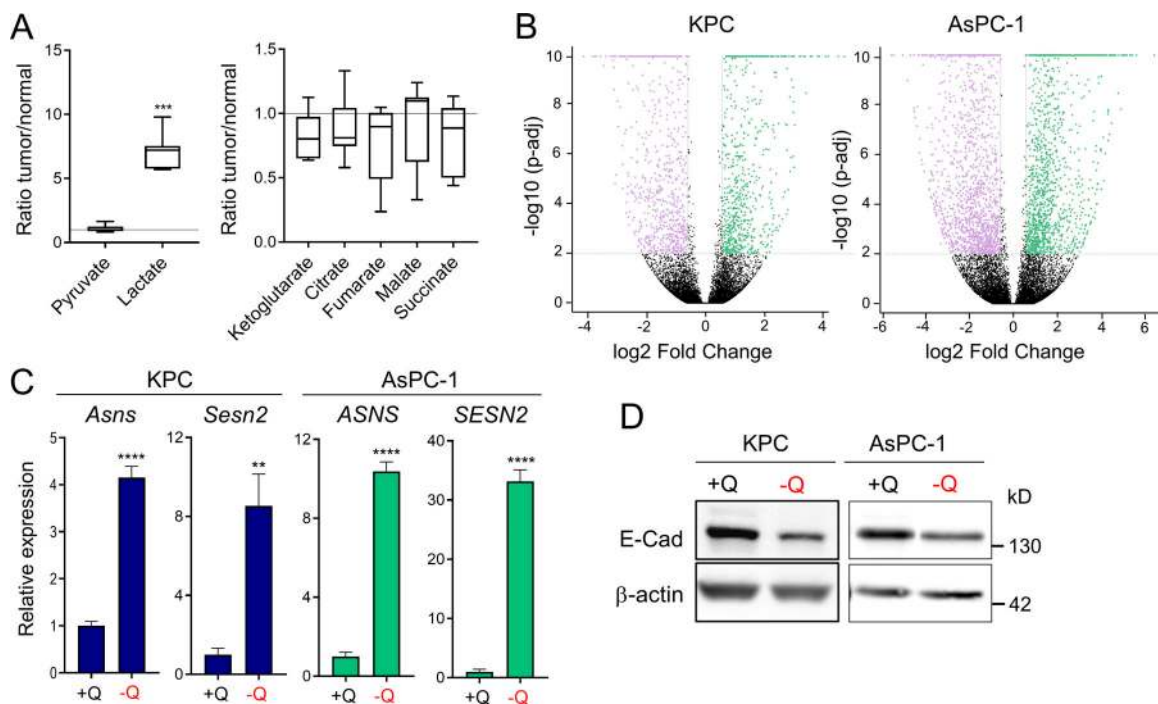 A
Ratio tumor/normal
15
10
5
0
***
Pyruvate
Lactate
Ratio tumor/normal
1.5
1.0
0.5
0.0
Ketoglutarate
Citrate
Fumarate
Malate
Succinate
B
KPC
-log10 (p-adj)
10
8
6
4
2
0
-4 -2 0 2 4
log2 Fold Change
AsPC-1
-log10 (p-adj)
10
8
6
4
2
0
-6 -4 -2 0 2 4 6
log2 Fold Change
C
KPC
AsPC-1
Asns
Sesn2
ASNS
SESN2
Relative expression
5
4
3
2
1
0
****
+Q -Q
12
8
4
0
**
+Q -Q
12
8
4
0
****
+Q -Q
40
30
20
10
0
****
+Q -Q
D
KPC
AsPC-1
+Q -Q
+Q -Q
kD
E-Cad
130
β-actin
42